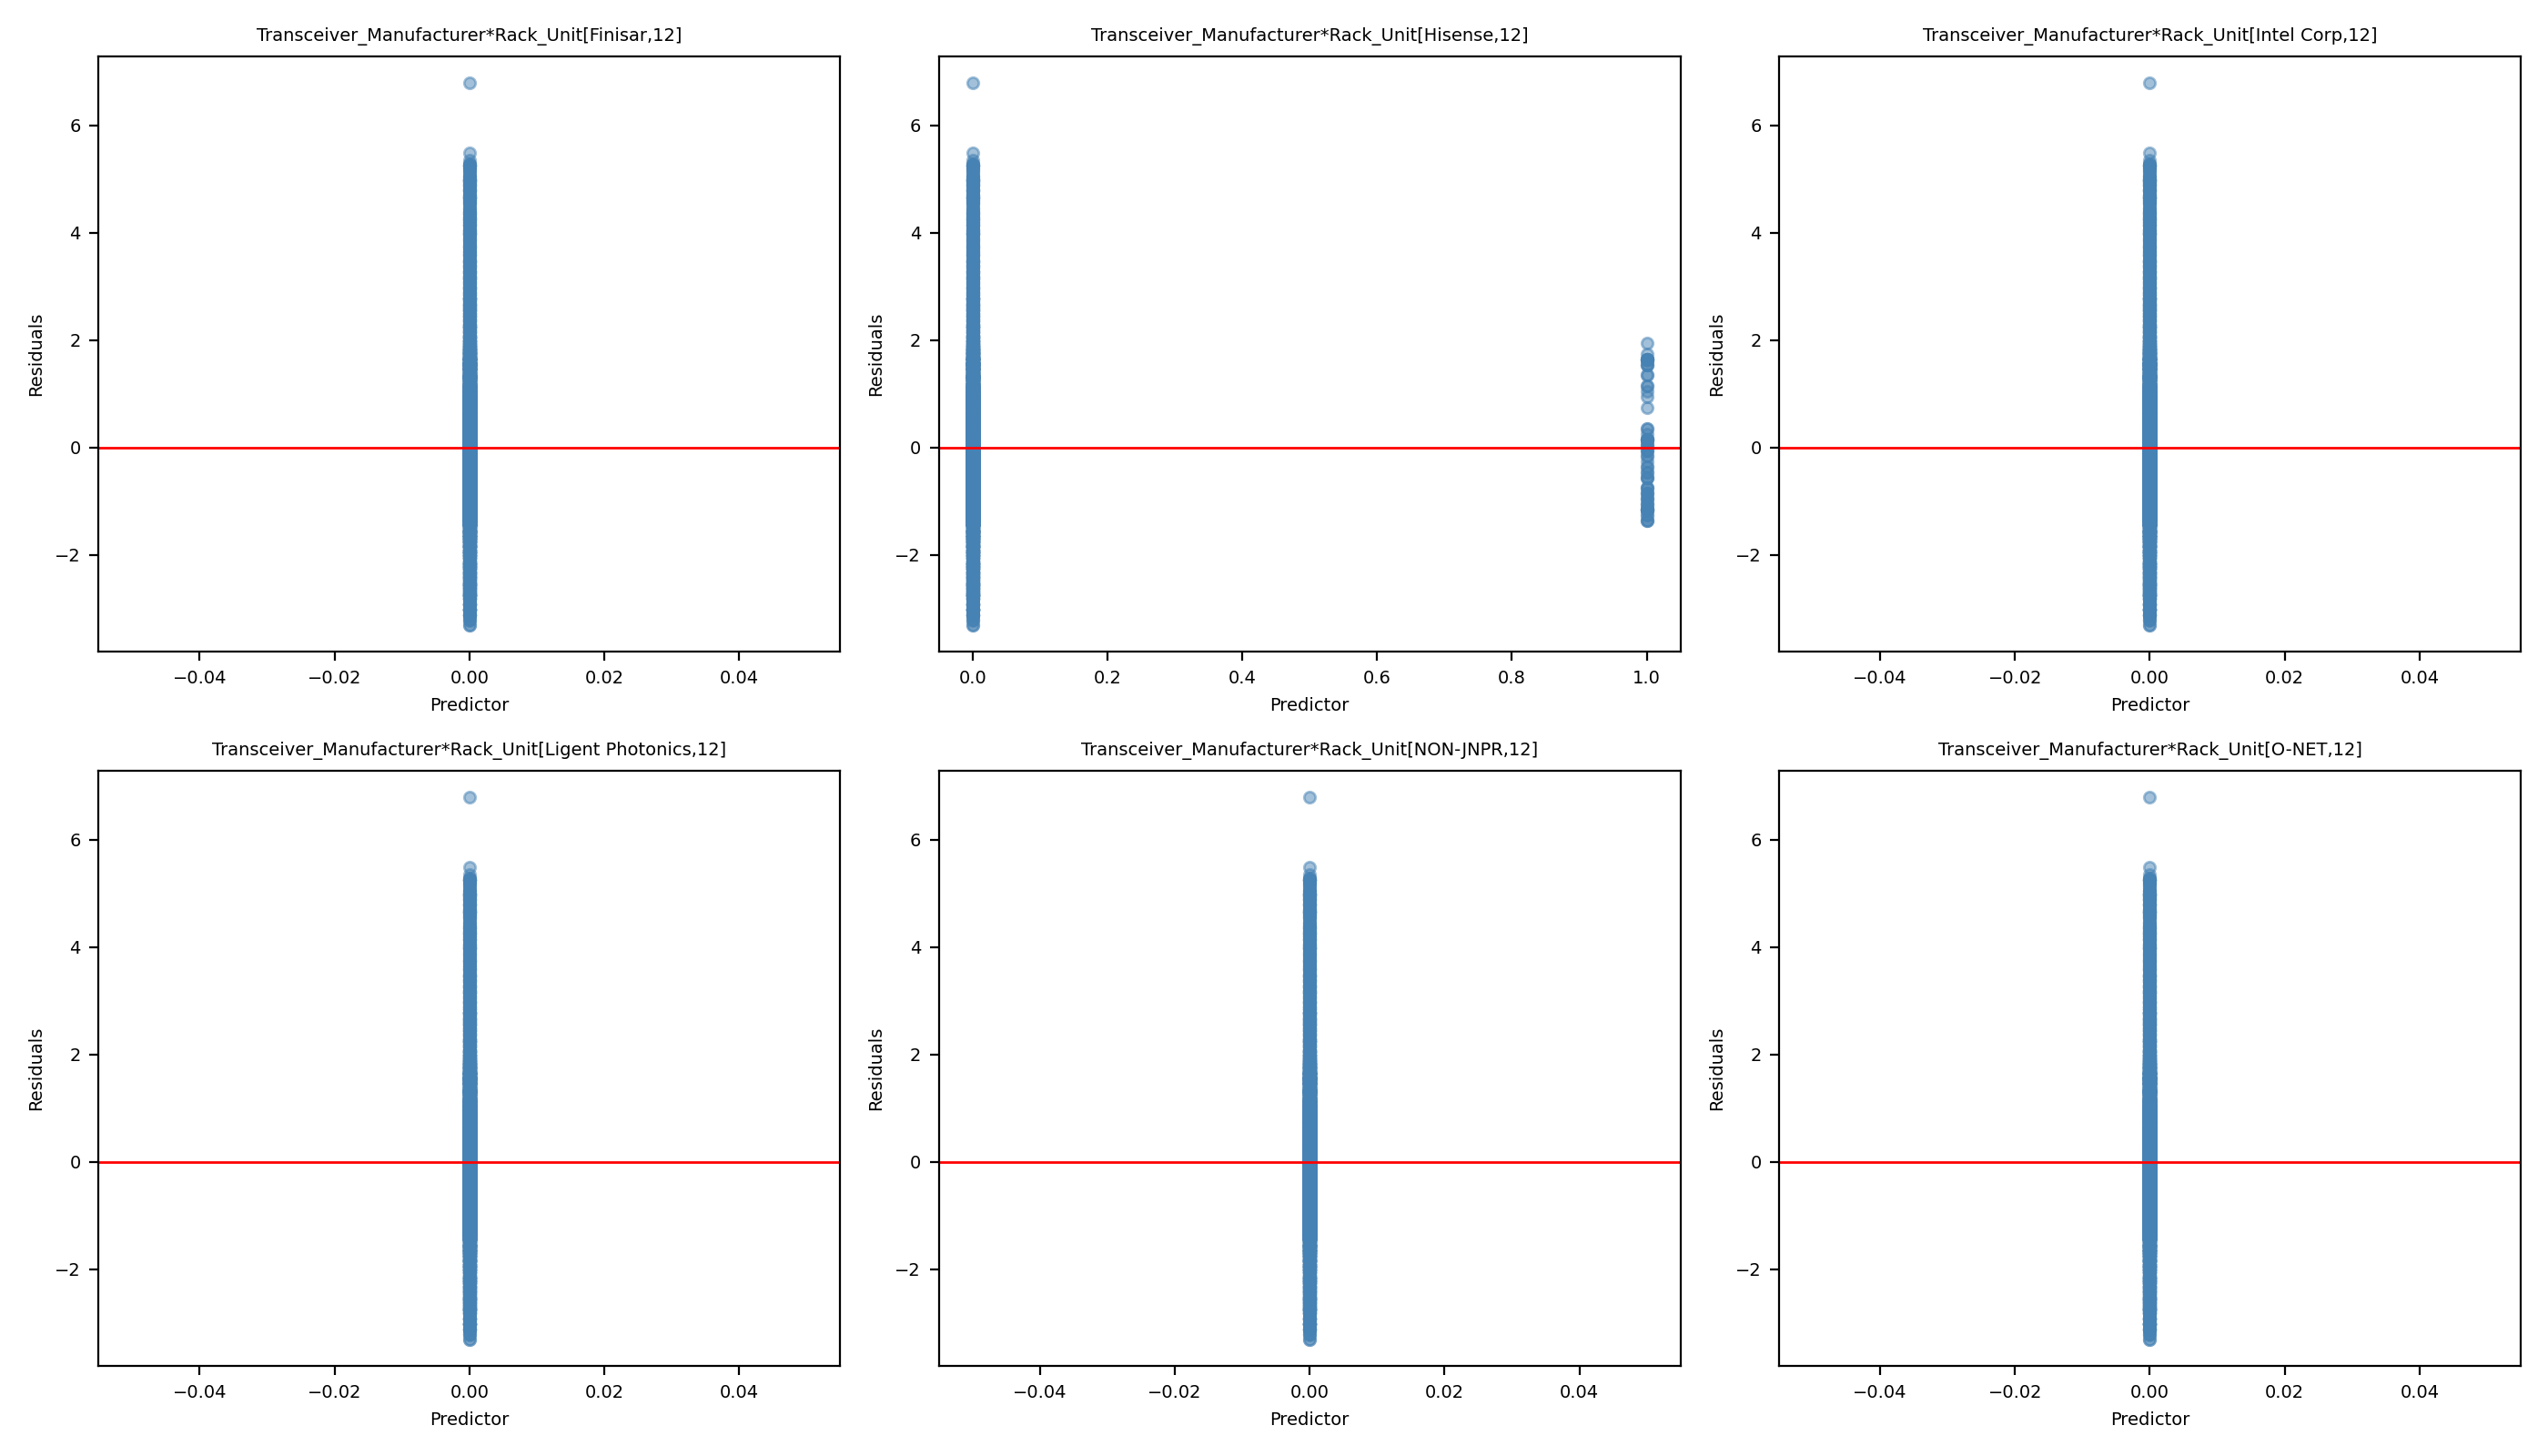 Transceiver_Manufacturer*Rack_Unit[Finisar,12]
Residuals
6
4
2
0
−2
−0.04 −0.02 0.00 0.02 0.04
Predictor
Transceiver_Manufacturer*Rack_Unit[Hisense,12]
Residuals
6
4
2
0
−2
0.0 0.2 0.4 0.6 0.8 1.0
Predictor
Transceiver_Manufacturer*Rack_Unit[Intel Corp,12]
Residuals
6
4
2
0
−2
−0.04 −0.02 0.00 0.02 0.04
Predictor
Transceiver_Manufacturer*Rack_Unit[Ligent Photonics,12]
Residuals
6
4
2
0
−2
−0.04 −0.02 0.00 0.02 0.04
Predictor
Transceiver_Manufacturer*Rack_Unit[NON-JNPR,12]
Residuals
6
4
2
0
−2
−0.04 −0.02 0.00 0.02 0.04
Predictor
Transceiver_Manufacturer*Rack_Unit[O-NET,12]
Residuals
6
4
2
0
−2
−0.04 −0.02 0.00 0.02 0.04
Predictor